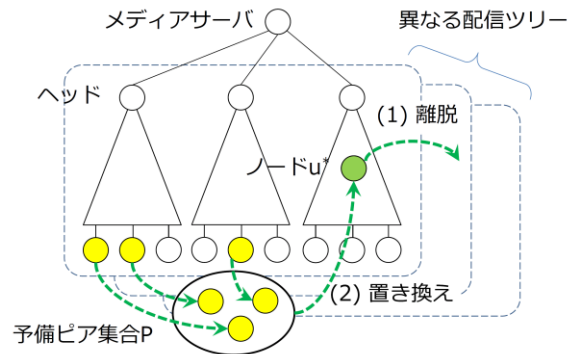 メディアサーバ
異なる配信ツリー
ヘッド
(1) 離脱
ノードu*
(2) 置き換え
予備ピア集合P